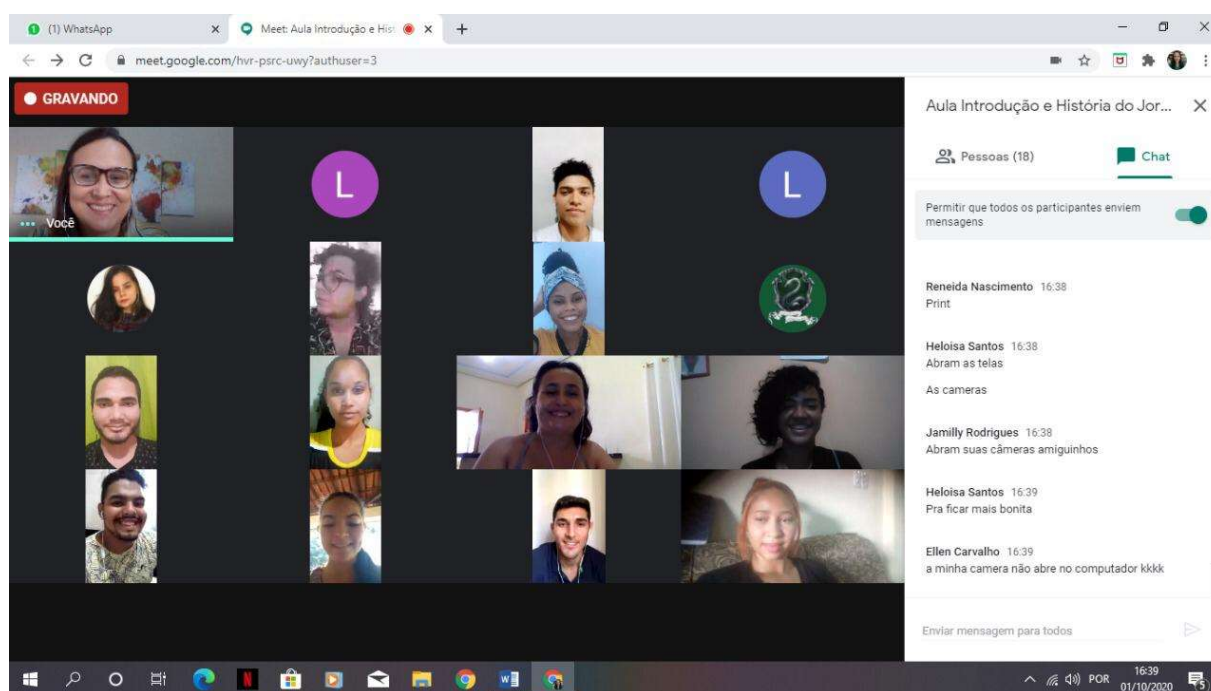 (1) WhatsApp
Meet: Aula Introdução e His
meet.google.com/hvr-psrc-uwy?authuser=3
GRAVANDO
Você
L
L
Aula Introdução e História do Jor...
Pessoas (18)
Chat
Permitir que todos os participantes enviem
mensagens
Reneida Nascimento 16:38
Print
Heloisa Santos 16:38
Abram as telas
As cameras
Jamilly Rodrigues 16:38
Abram suas câmeras amiguinhos
Heloisa Santos 16:39
Pra ficar mais bonita
Ellen Carvalho 16:39
a minha camera não abre no computador kkkk
Enviar mensagem para todos
POR
16:39
01/10/2020